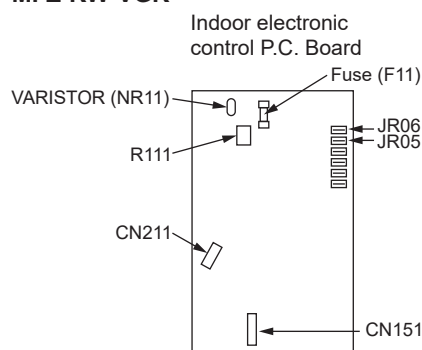 Indoor electronic
control P.C. Board
Fuse (F11)
VARISTOR (NR11)
JR06
JR05
R111
CN211
CN151